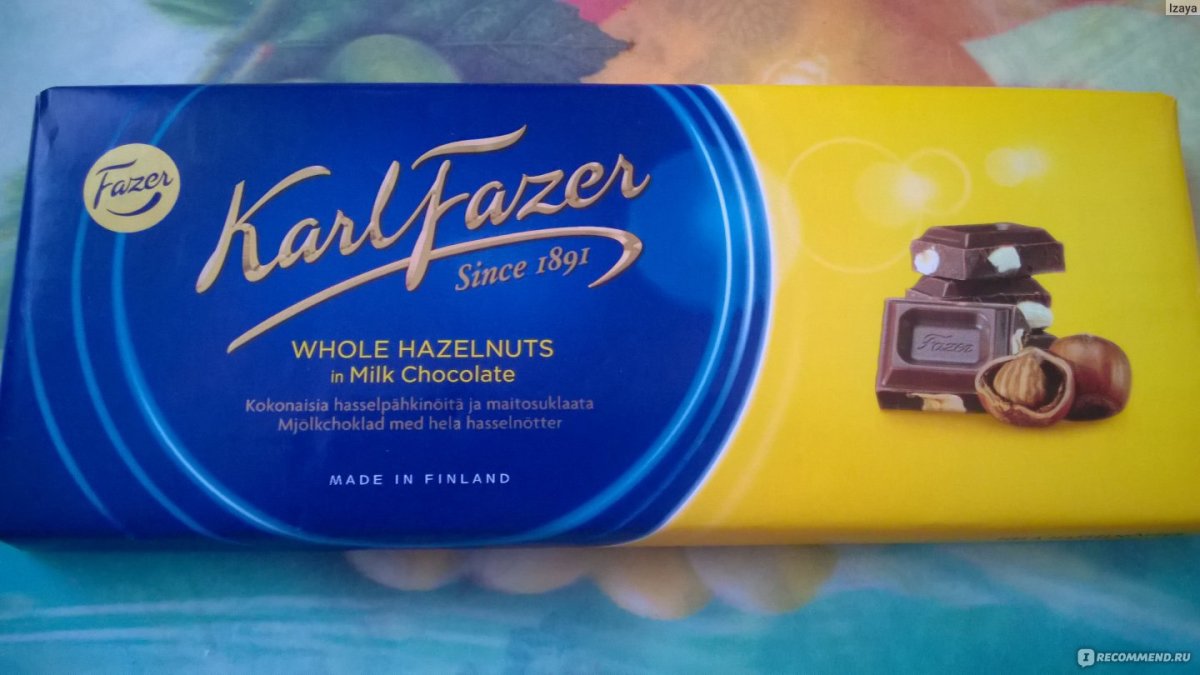 Izaya
Fazer
Karl Fazer
Since 1891
WHOLE HAZELNUTS
in Milk Chocolate
Kokonaisia hasselpähkinöitä ja maitosuklaata
Mjölkchoklad med hela hasselnötter
MADE IN FINLAND
Fazer
IRECOMMEND.RU